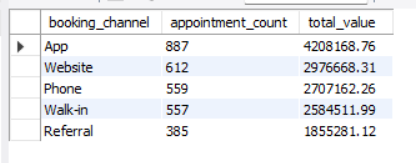 booking_channel appointment_count total_value
App 887 4208168.76
Website 612 2976668.31
Phone 559 2707162.26
Walk-in 557 2584511.99
Referral 385 1855281.12